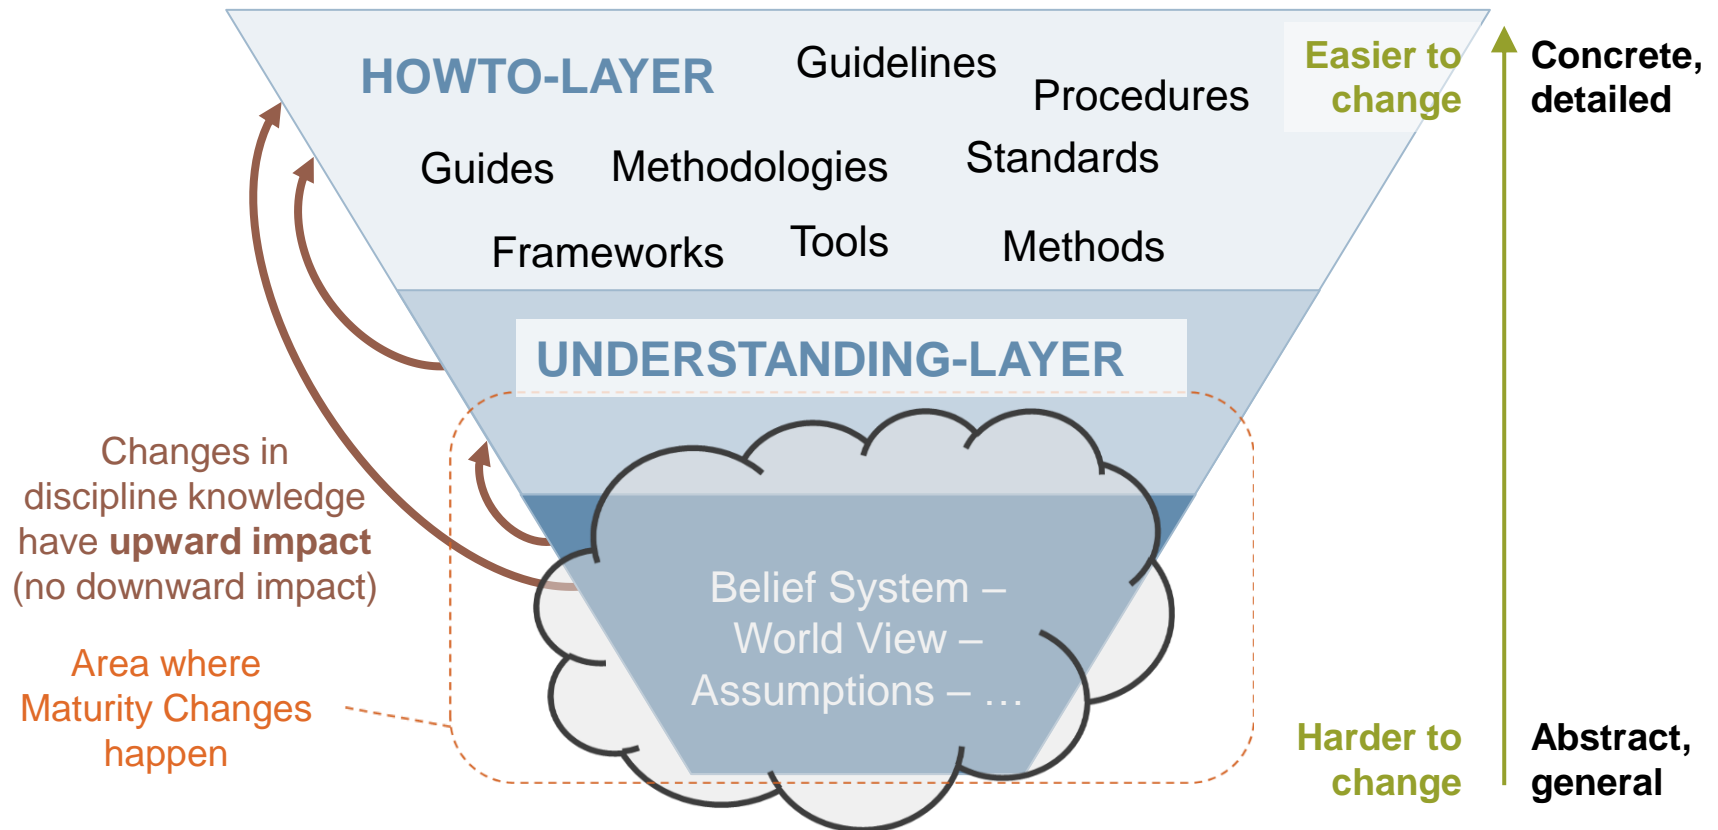 HOWTO-LAYER
Guidelines
Procedures
Guides
Methodologies
Standards
Frameworks
Tools
Methods
Easier to
change
Concrete,
detailed
UNDERSTANDING-LAYER
Changes in
discipline knowledge
have upward impact
(no downward impact)
Belief System –
World View –
Assumptions – …
Area where
Maturity Changes
happen
Harder to
change
Abstract,
general